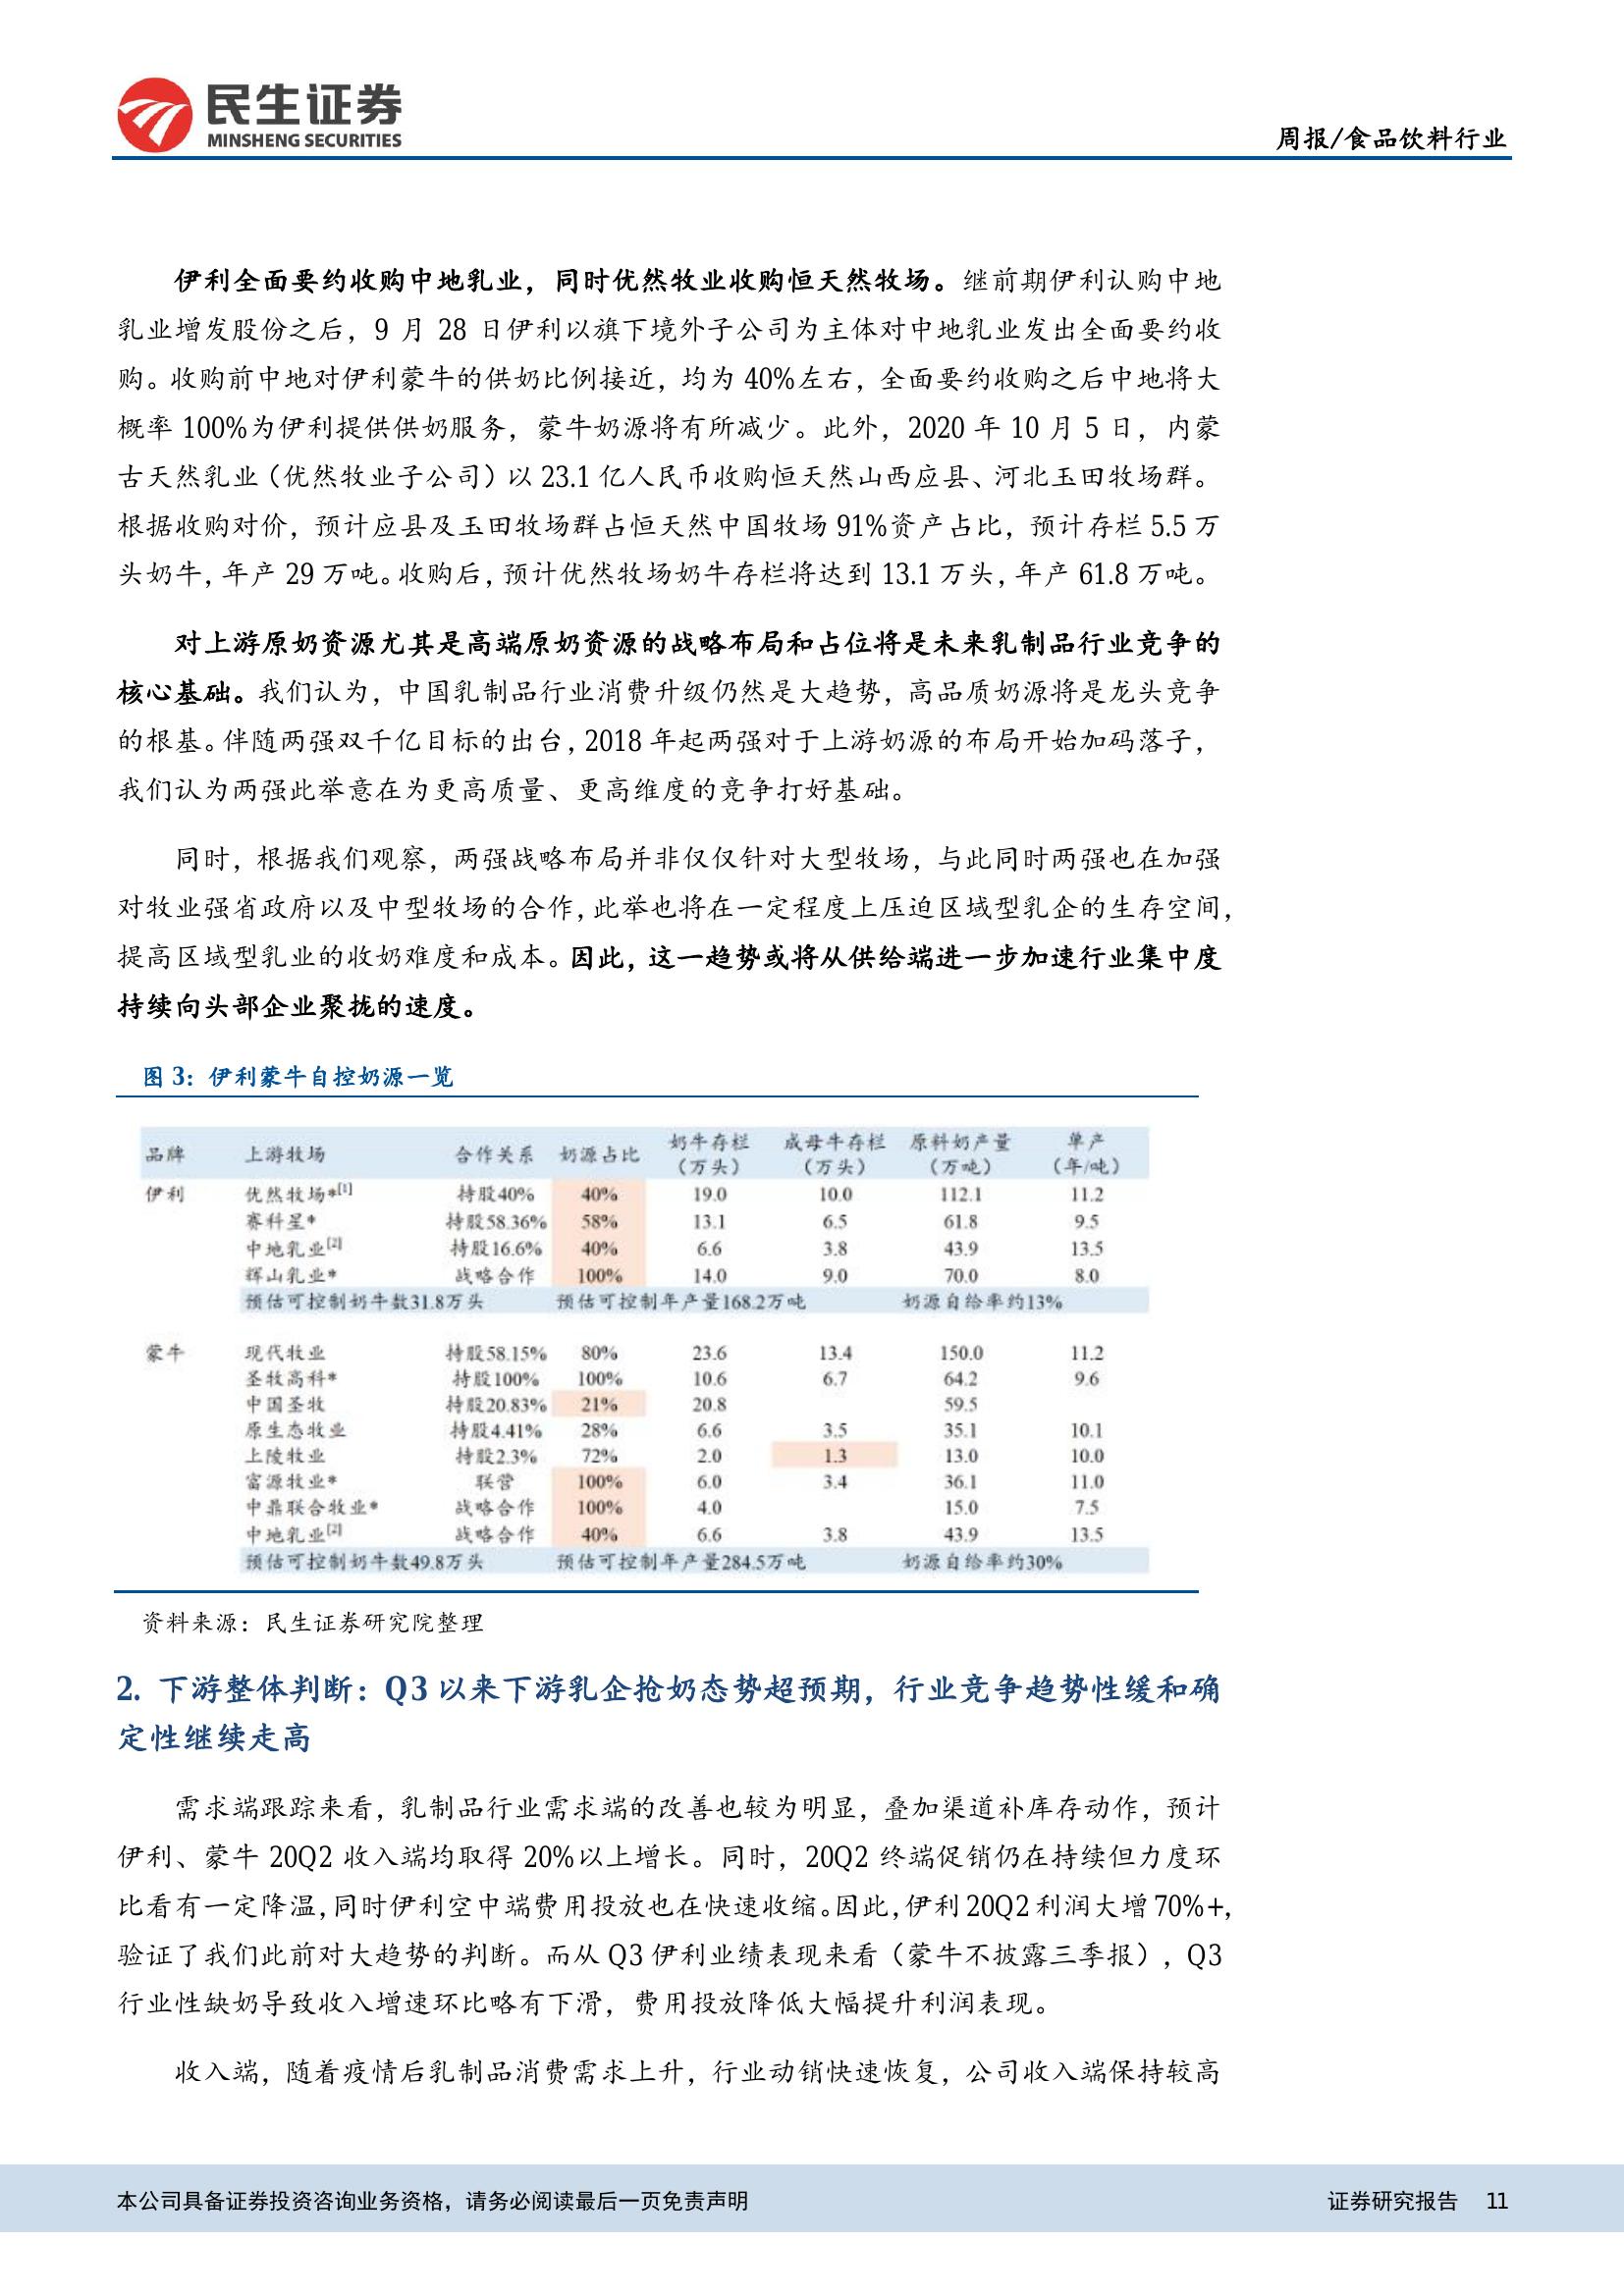 民生证券
MINSHENG SECURITIES
周报/食品饮料行业
伊利全面要约收购中地乳业，同时优然牧业收购恒天然牧场。继前期伊利认购中地
乳业增发股份之后，9 月 28 日伊利以旗下境外子公司为主体对中地乳业发出全面要约收
购。收购前中地对伊利蒙牛的供奶比例接近，均为 40%左右，全面要约收购之后中地将大
概率 100%为伊利提供供奶服务，蒙牛奶源将有所减少。此外，2020 年 10 月 5 日，内蒙
古天然乳业（优然牧业子公司）以 23.1 亿人民币收购恒天然山西应县、河北玉田牧场群。
根据收购对价，预计应县及玉田牧场群占恒天然中国牧场 91%资产占比，预计存栏 5.5 万
头奶牛，年产 29 万吨。收购后，预计优然牧场奶牛存栏将达到 13.1 万头，年产 61.8 万吨。
对上游原奶资源尤其是高端原奶资源的战略布局和占位将是未来乳制品行业竞争的
核心基础。我们认为，中国乳制品行业消费升级仍然是大趋势，高品质奶源将是龙头竞争
的根基。伴随两强双千亿目标的出台，2018 年起两强对于上游奶源的布局开始加码落子，
我们认为两强此举意在为更高质量、更高维度的竞争打好基础。
同时，根据我们观察，两强战略布局并非仅仅针对大型牧场，与此同时两强也在加强
对牧业强省政府以及中型牧场的合作，此举也将在一定程度上压迫区域型乳企的生存空间，
提高区域型乳业的收奶难度和成本。因此，这一趋势或将从供给端进一步加速行业集中度
持续向头部企业聚拢的速度。
图 3：伊利蒙牛自控奶源一览
品牌 上游牧场 合作关系 奶源占比 奶牛存栏（万头） 成母牛存栏（万头） 原料奶产量（万吨） 单产（年/吨）
伊利 优然牧场*[1] 持股40% 40% 19.0 10.0 112.1 11.2
赛科星* 持股58.36% 58% 13.1 6.5 61.8 9.5
中地乳业[2] 持股16.6% 40% 6.6 3.8 43.9 13.5
辉山乳业* 战略合作 100% 14.0 9.0 70.0 8.0
预估可控制奶牛数31.8万头 预估可控制年产量168.2万吨 奶源自给率约13%
蒙牛 现代牧业 持股58.15% 80% 23.6 13.4 150.0 11.2
圣牧高科* 持股100% 100% 10.6 6.7 64.2 9.6
中国圣牧 持股20.83% 21% 20.8 59.5
原生态牧业 持股4.41% 28% 6.6 3.5 35.1 10.1
上陵牧业 持股2.3% 72% 2.0 1.3 13.0 10.0
富源牧业* 联营 100% 6.0 3.4 36.1 11.0
中鼎联合牧业* 战略合作 100% 4.0 15.0 7.5
中地乳业[2] 战略合作 40% 6.6 3.8 43.9 13.5
预估可控制奶牛数49.8万头 预估可控制年产量284.5万吨 奶源自给率约30%
资料来源：民生证券研究院整理
2. 下游整体判断：Q3 以来下游乳企抢奶态势超预期，行业竞争趋势性缓和确
定性继续走高
需求端跟踪来看，乳制品行业需求端的改善也较为明显，叠加渠道补库存动作，预计
伊利、蒙牛 20Q2 收入端均取得 20%以上增长。同时，20Q2 终端促销仍在持续但力度环
比看有一定降温，同时伊利空中端费用投放也在快速收缩。因此，伊利 20Q2 利润大增 70%+，
验证了我们此前对大趋势的判断。而从 Q3 伊利业绩表现来看（蒙牛不披露三季报），Q3
行业性缺奶导致收入增速环比略有下滑，费用投放降低大幅提升利润表现。
收入端，随着疫情后乳制品消费需求上升，行业动销快速恢复，公司收入端保持较高
本公司具备证券投资咨询业务资格，请务必阅读最后一页免责声明
证券研究报告 11